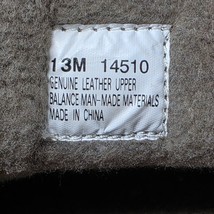 13M 14510
GENUINE LEATHER UPPER
BALANCE MAN-MADE MATERIALS
MADE IN CHINA